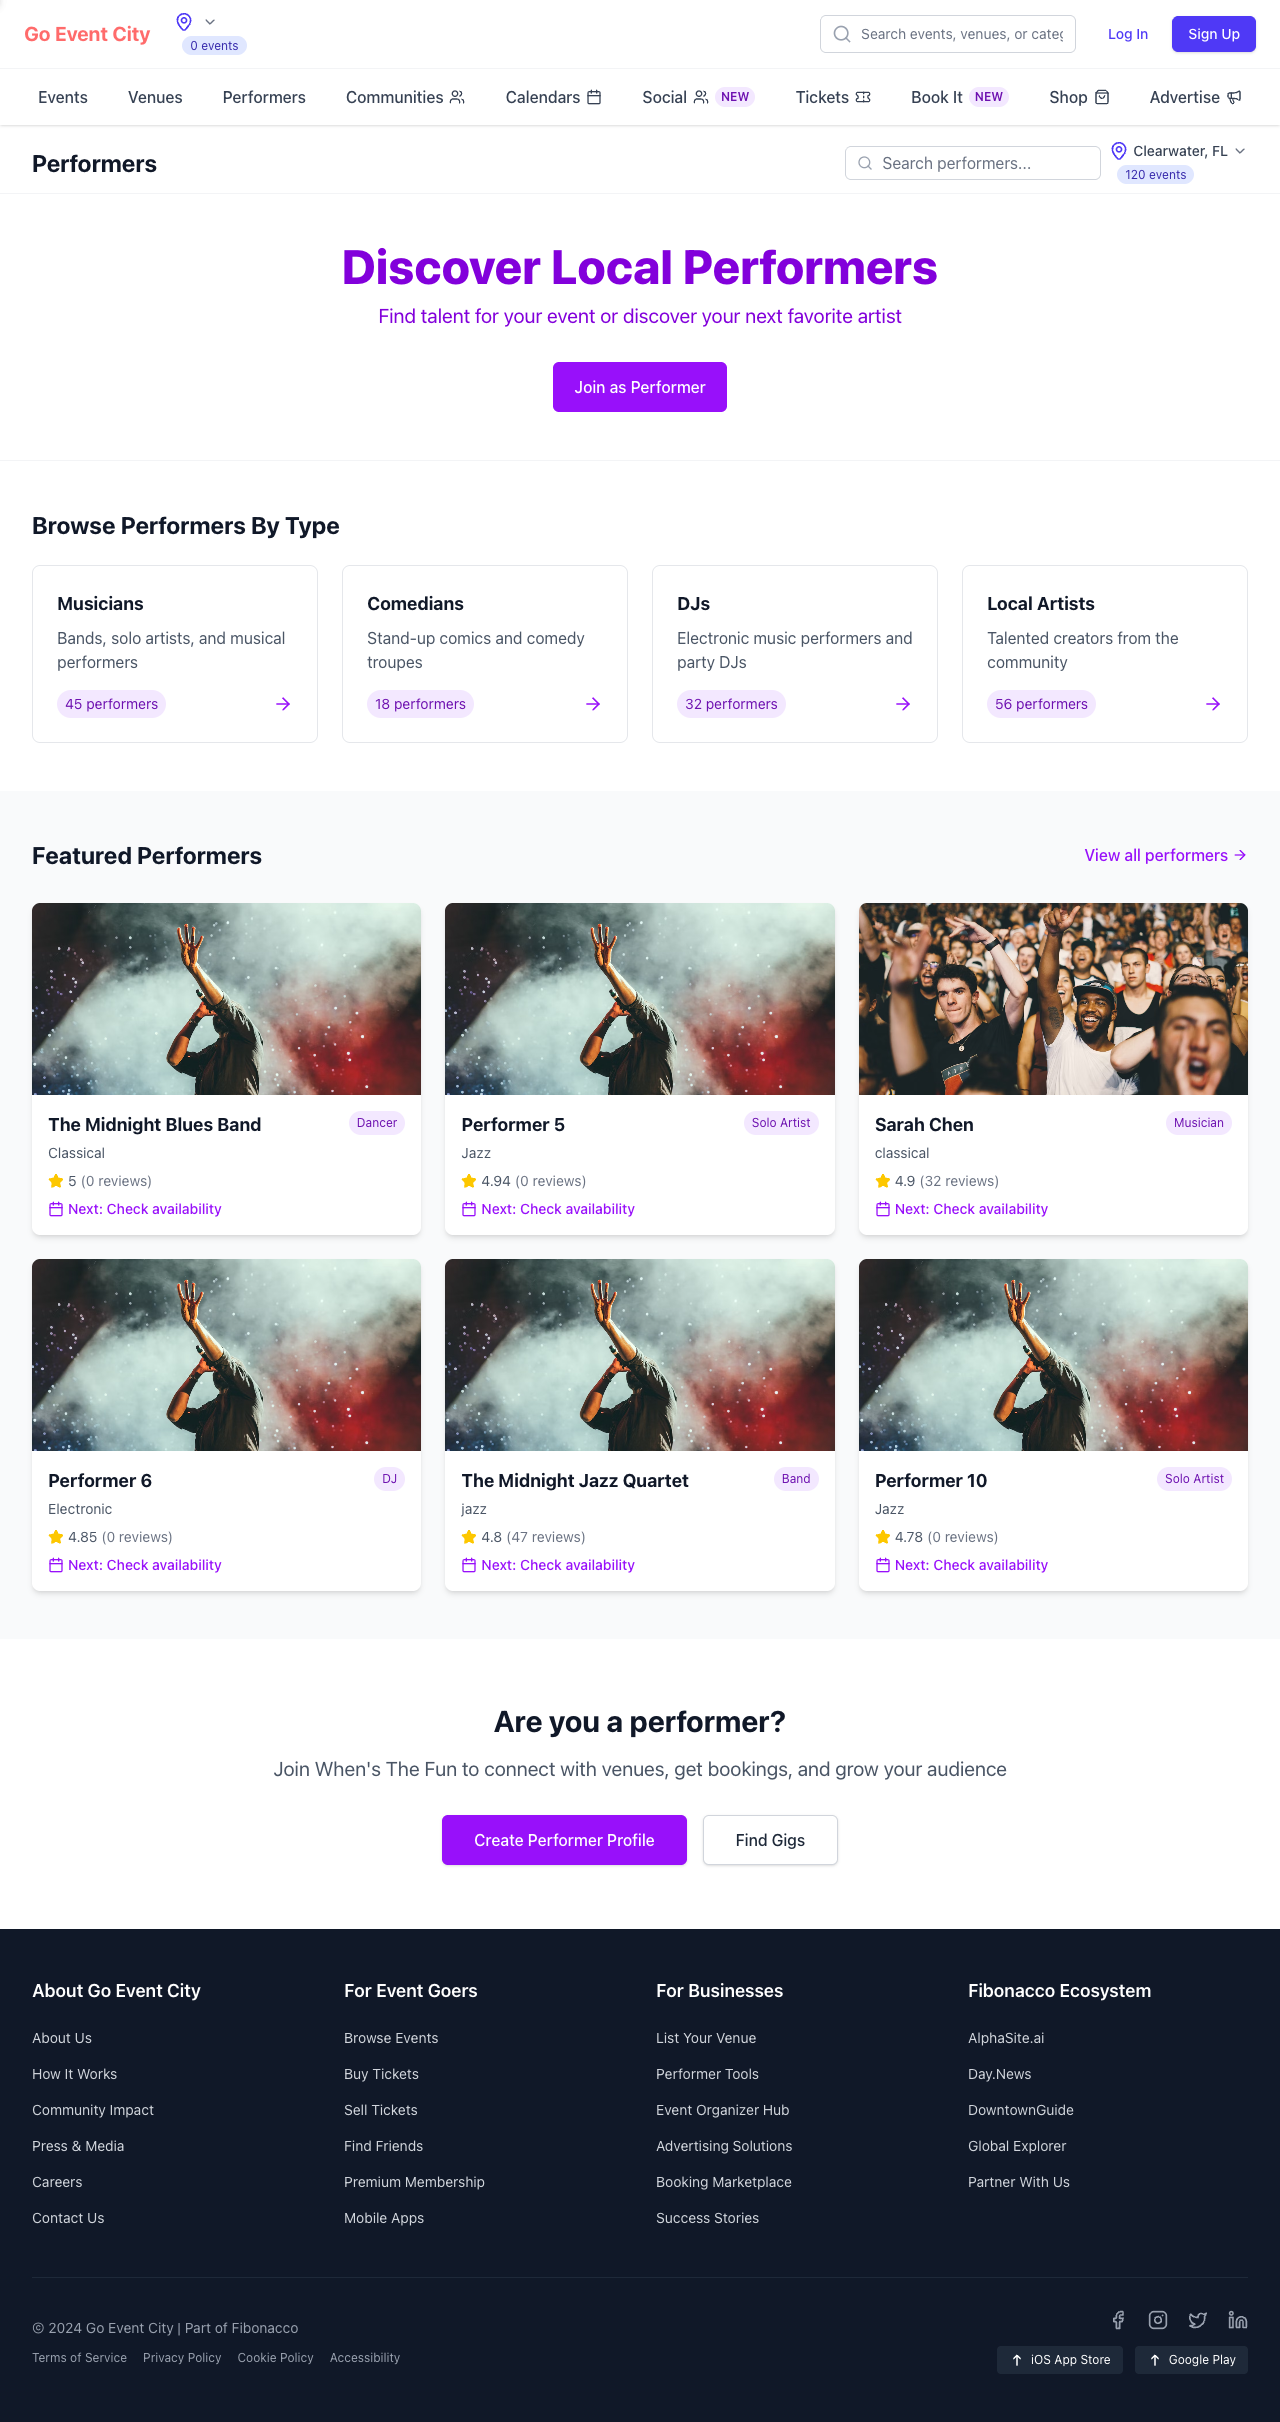 Go Event City
0 events
Search events, venues, or categ
Log In
Sign Up
Events
Venues
Performers
Communities
Calendars
Social NEW
Tickets
Book It NEW
Shop
Advertise
Performers
Search performers...
Clearwater, FL
120 events
Discover Local Performers
Find talent for your event or discover your next favorite artist
Join as Performer
Browse Performers By Type
Musicians
Bands, solo artists, and musical
performers
45 performers
Comedians
Stand-up comics and comedy
troupes
18 performers
DJs
Electronic music performers and
party DJs
32 performers
Local Artists
Talented creators from the
community
56 performers
Featured Performers
View all performers
The Midnight Blues Band
Dancer
Classical
5 (0 reviews)
Next: Check availability
Performer 5
Solo Artist
Jazz
4.94 (0 reviews)
Next: Check availability
Sarah Chen
Musician
classical
4.9 (32 reviews)
Next: Check availability
Performer 6
DJ
Electronic
4.85 (0 reviews)
Next: Check availability
The Midnight Jazz Quartet
Band
jazz
4.8 (47 reviews)
Next: Check availability
Performer 10
Solo Artist
Jazz
4.78 (0 reviews)
Next: Check availability
Are you a performer?
Join When's The Fun to connect with venues, get bookings, and grow your audience
Create Performer Profile
Find Gigs
About Go Event City
About Us
How It Works
Community Impact
Press & Media
Careers
Contact Us
For Event Goers
Browse Events
Buy Tickets
Sell Tickets
Find Friends
Premium Membership
Mobile Apps
For Businesses
List Your Venue
Performer Tools
Event Organizer Hub
Advertising Solutions
Booking Marketplace
Success Stories
Fibonacco Ecosystem
AlphaSite.ai
Day.News
DowntownGuide
Global Explorer
Partner With Us
© 2024 Go Event City | Part of Fibonacco
Terms of Service
Privacy Policy
Cookie Policy
Accessibility
iOS App Store
Google Play